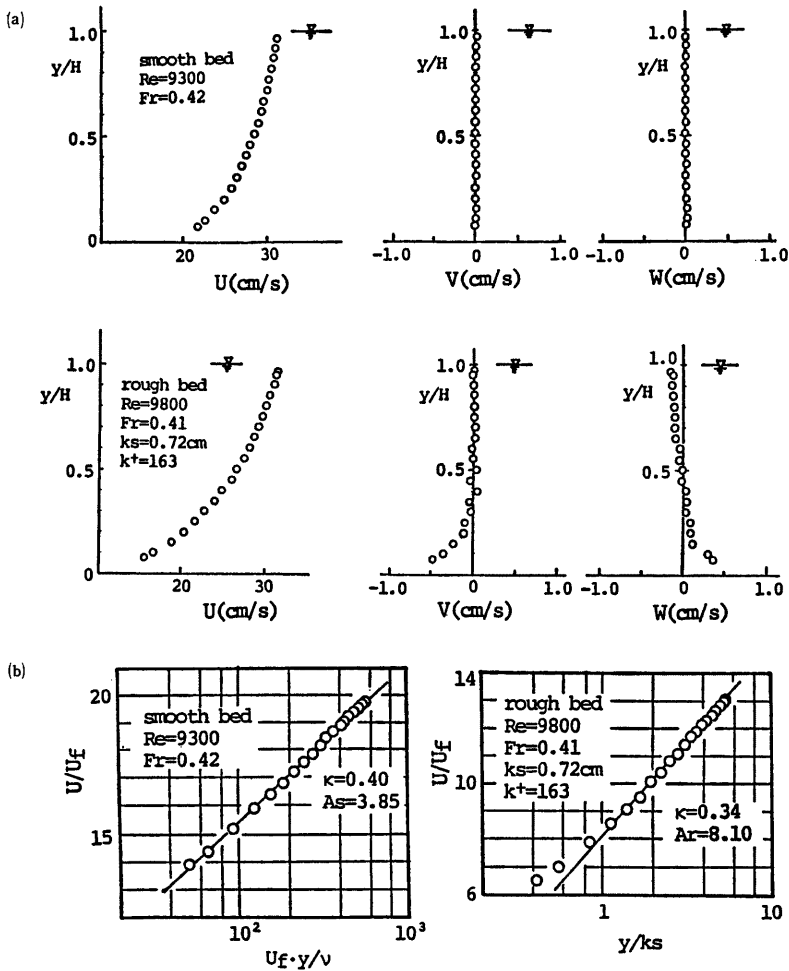 (a)
1.0
y/H
0.5
0
smooth bed
Re=9300
Fr=0.42
20
30
U(cm/s)
1.0
y/H
0.5
-1.0
0
1.0
V(cm/s)
1.0
y/H
0.5
-1.0
0
1.0
W(cm/s)
1.0
y/H
0.5
0
rough bed
Re=9800
Fr=0.41
ks=0.72cm
k+=163
20
30
U(cm/s)
1.0
y/H
0.5
-1.0
0
1.0
V(cm/s)
1.0
y/H
0.5
-1.0
0
1.0
W(cm/s)
(b)
20
U/Uf
15
smooth bed
Re=9300
Fr=0.42
κ=0.40
As=3.85
10²
10³
Uf·y/ν
14
U/Uf
10
6
rough bed
Re=9800
Fr=0.41
ks=0.72cm
k+=163
κ=0.34
Ar=8.10
1
10
y/ks